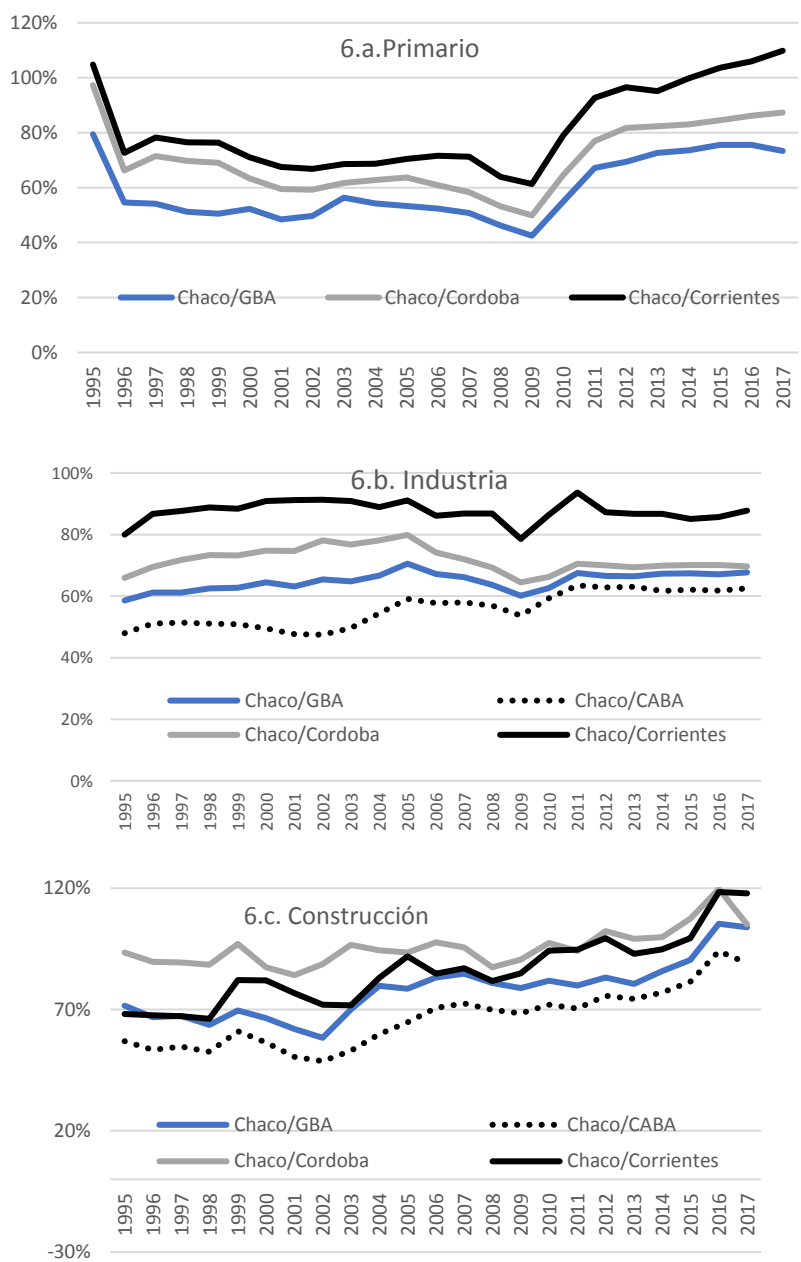 120%
6.a.Primario
100%
80%
60%
40%
Chaco/GBA Chaco/Cordoba Chaco/Corrientes
20%
0%
1995 1996 1997 1998 1999 2000 2001 2002 2003 2004 2005 2006 2007 2008 2009 2010 2011 2012 2013 2014 2015 2016 2017
100%
6.b. Industria
80%
60%
40%
Chaco/GBA Chaco/CABA
20%
Chaco/Cordoba Chaco/Corrientes
0%
1995 1996 1997 1998 1999 2000 2001 2002 2003 2004 2005 2006 2007 2008 2009 2010 2011 2012 2013 2014 2015 2016 2017
120%
6.c. Construcción
70%
Chaco/GBA Chaco/CABA
20%
Chaco/Cordoba Chaco/Corrientes
1995 1996 1997 1998 1999 2000 2001 2002 2003 2004 2005 2006 2007 2008 2009 2010 2011 2012 2013 2014 2015 2016 2017
-30%